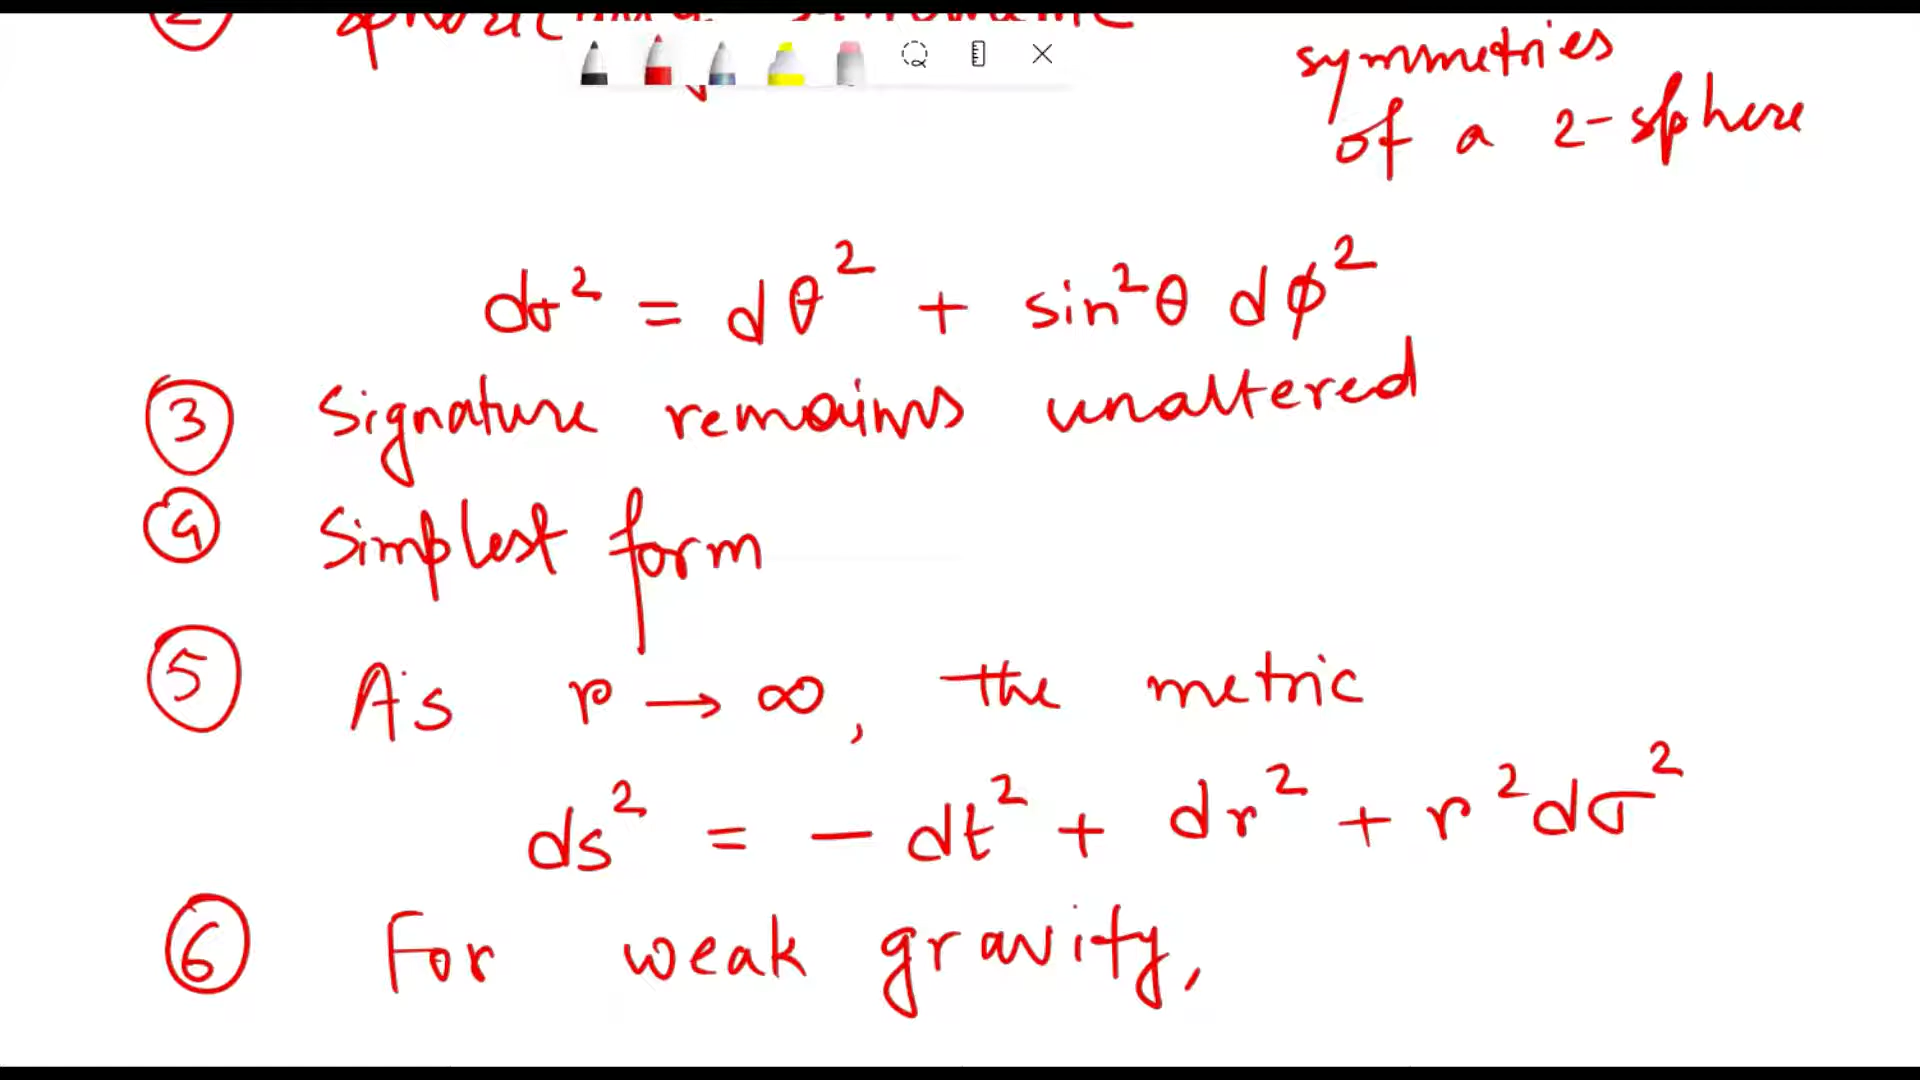 ②
symmetries
of a 2-sphere
dσ² = dθ² + sin²θ dϕ²
③ Signature remains unaltered
④ Simplest form
⑤ As r → ∞, the metric
ds² = - dt² + dr² + r²dσ²
⑥ For weak gravity,